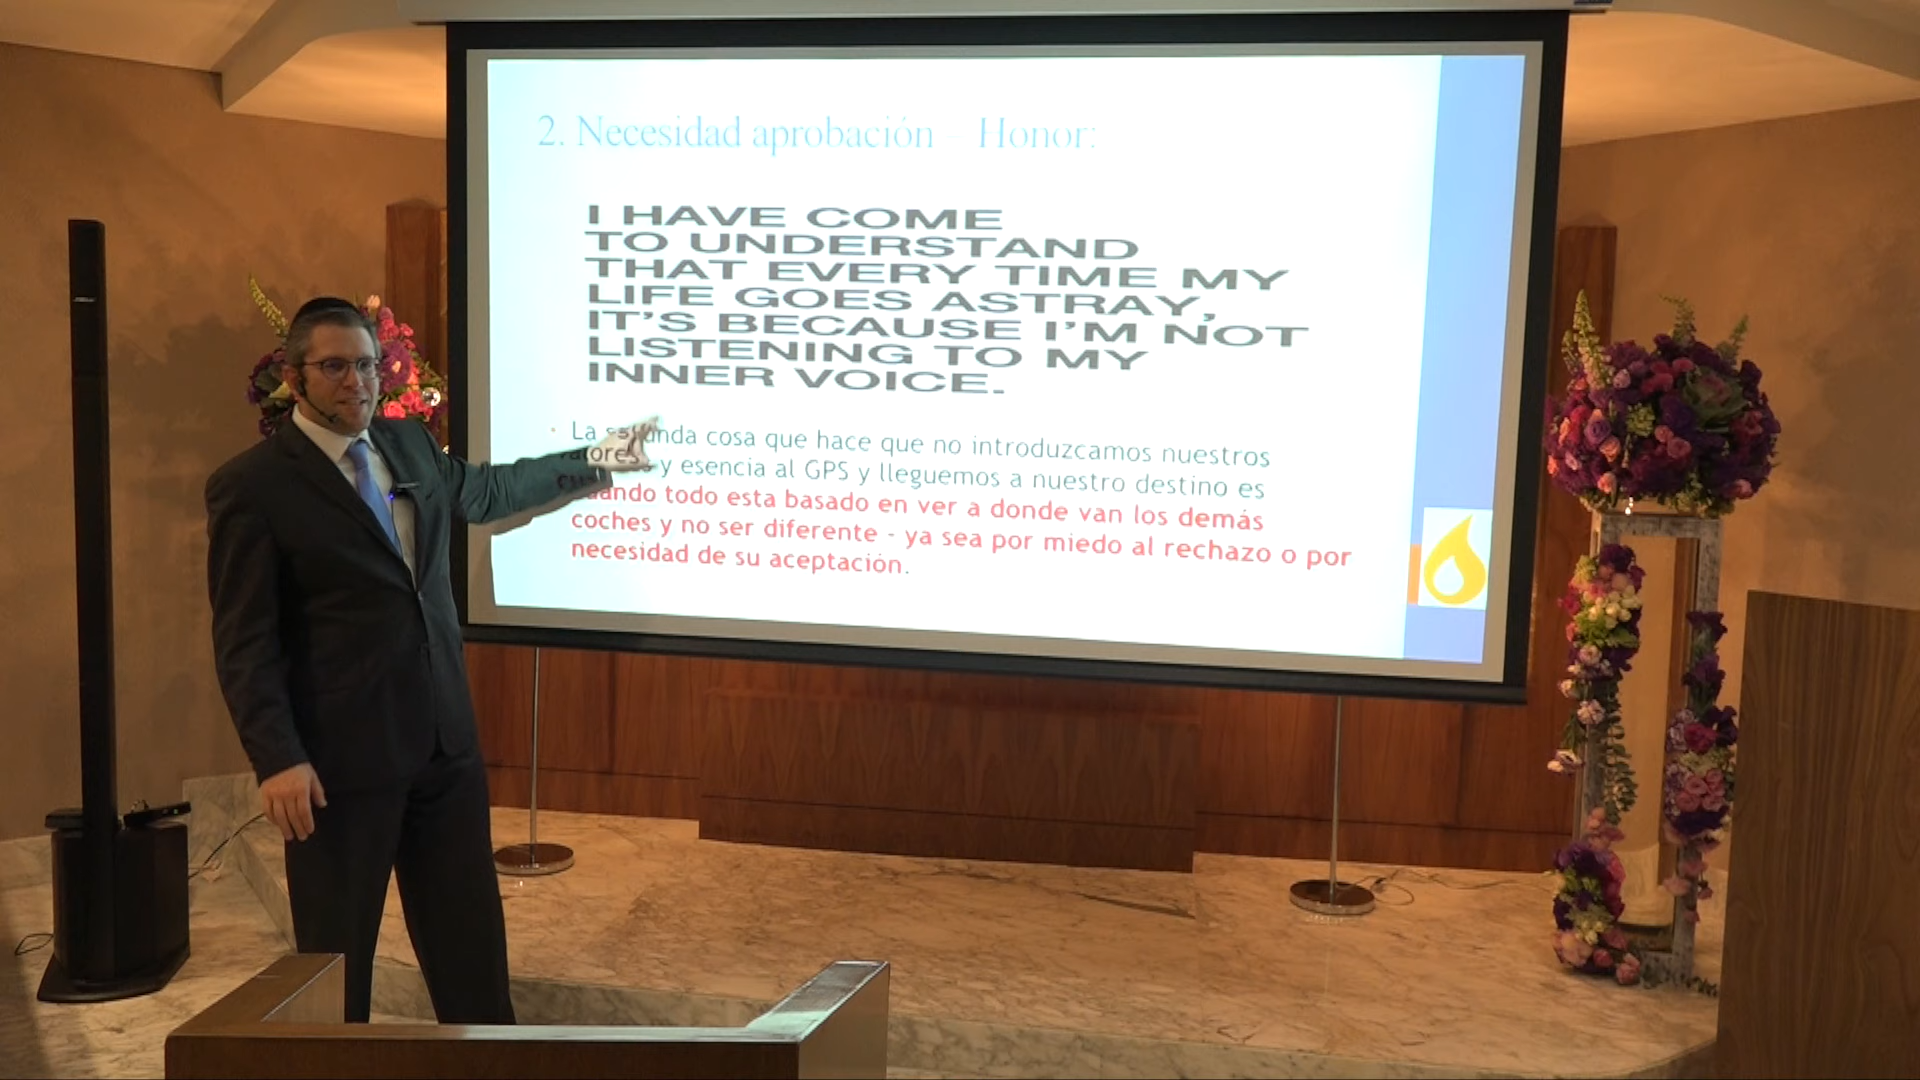 2. Necesidad aprobación – Honor:
I HAVE COME
TO UNDERSTAND
THAT EVERY TIME MY
LIFE GOES ASTRAY,
IT'S BECAUSE I'M NOT
LISTENING TO MY
INNER VOICE.
• La segunda cosa que hace que no introduzcamos nuestros
valores y esencia al GPS y lleguemos a nuestro destino es
cuando todo esta basado en ver a donde van los demás
coches y no ser diferente - ya sea por miedo al rechazo o por
necesidad de su aceptación.